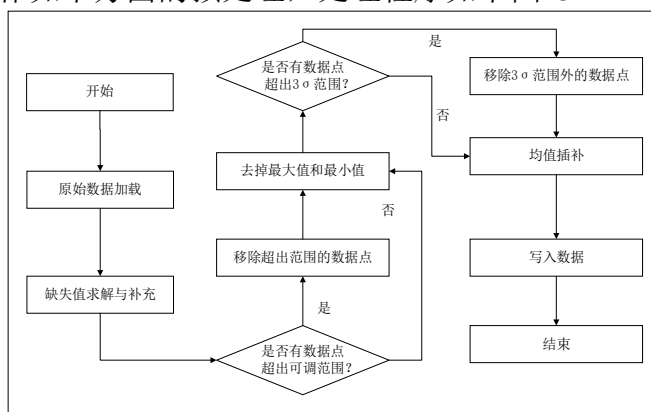 开始
原始数据加载
缺失值求解与补充
是否有数据点
超出3σ范围？
去掉最大值和最小值
移除超出范围的数据点
是
否
是否有数据点
超出可调范围？
是
否
移除3σ范围外的数据点
均值插补
写入数据
结束